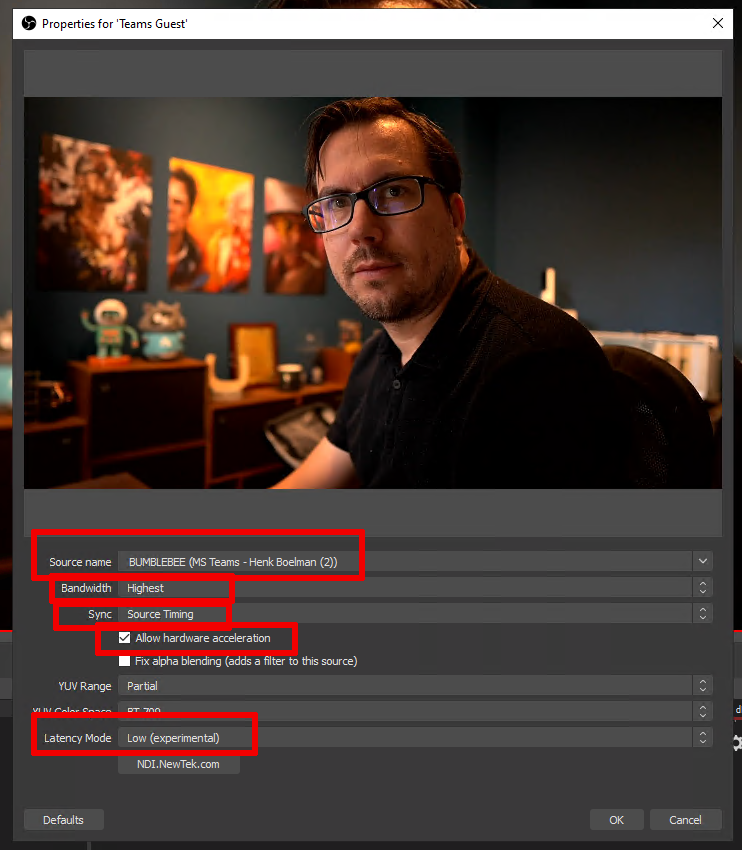 Properties for 'Teams Guest'
Source name BUMBLEBEE (MS Teams - Henk Boelman (2))
Bandwidth Highest
Sync Source Timing
Allow hardware acceleration
Fix alpha blending (adds a filter to this source)
YUV Range Partial
YUV Color Space BT.709
Latency Mode Low (experimental)
NDI.NewTek.com
Defaults OK Cancel